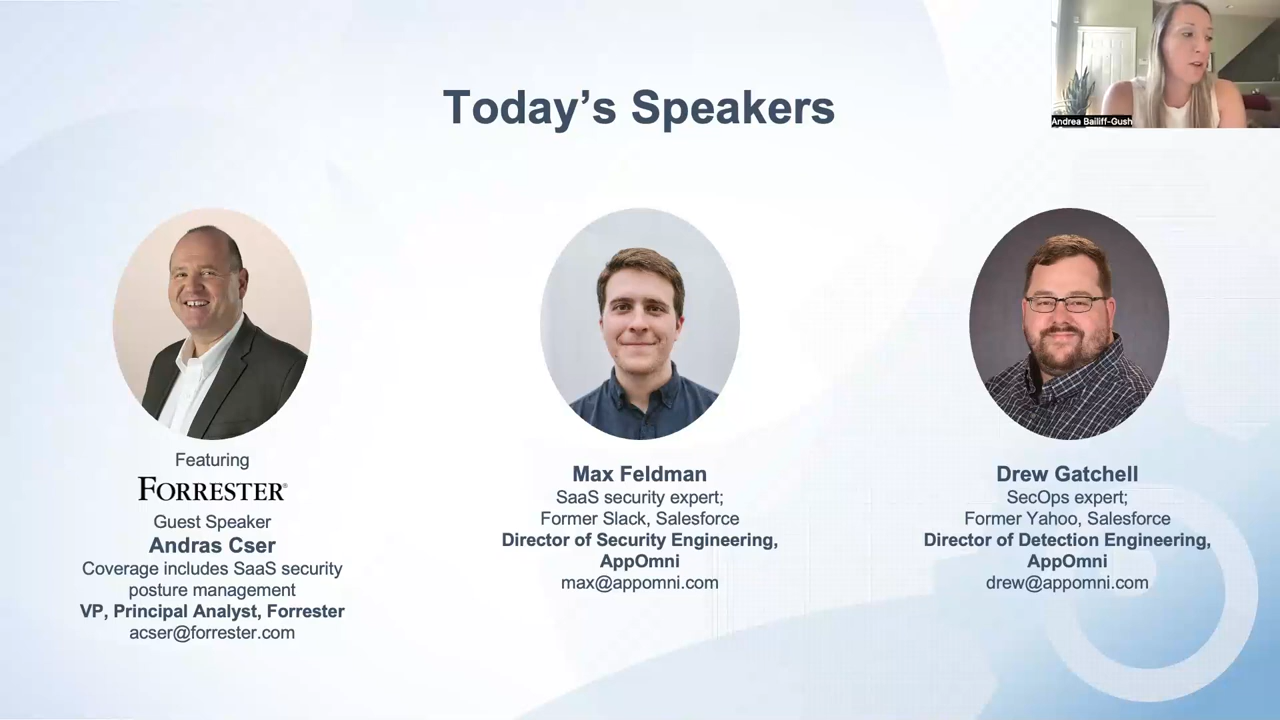 Today’s Speakers
Andrea Bailiff-Gush
Featuring
FORRESTER®
Guest Speaker
Andras Cser
Coverage includes SaaS security
posture management
VP, Principal Analyst, Forrester
acser@forrester.com
Max Feldman
SaaS security expert;
Former Slack, Salesforce
Director of Security Engineering,
AppOmni
max@appomni.com
Drew Gatchell
SecOps expert;
Former Yahoo, Salesforce
Director of Detection Engineering,
AppOmni
drew@appomni.com